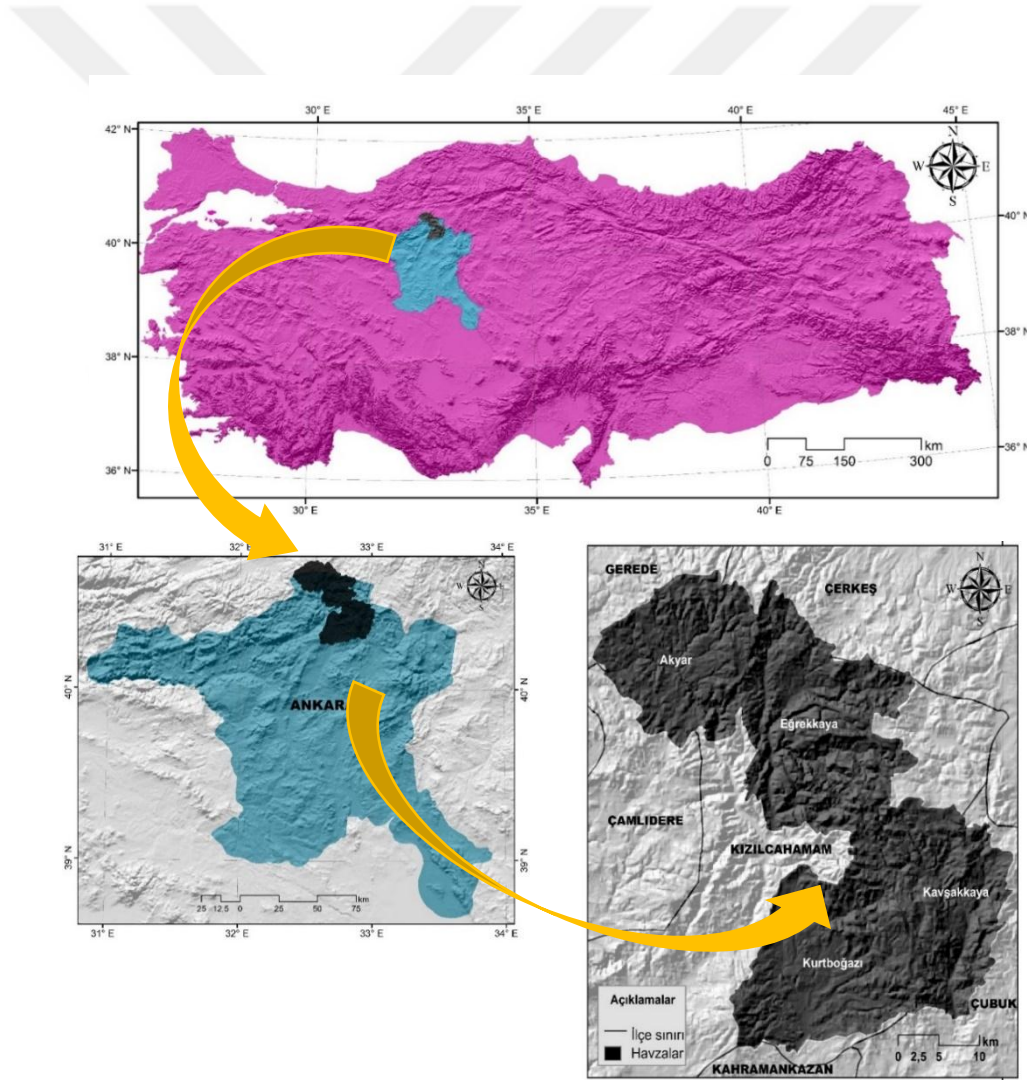 30° E
35° E
40° E
45° E
42° N
N
W
E
S
40° N
40° N
38° N
38° N
36° N
36° N
km
0 75 150 300
30° E
35° E
40° E
31° E
32° E
33° E
34° E
N
W
E
S
40° N
40° N
ANKAR
39° N
39° N
km
25 12,5 0 25 50 75
31° E
32° E
33° E
34° E
GEREDE
ÇERKEŞ
N
W
E
S
Akyar
Eğrekkaya
ÇAMLIDERE
KIZILCAHAMAM
Kavşakkaya
Kurtboğazı
Açıklamalar
İlçe sınırı
Havzalar
ÇUBUK
km
0 2,5 5 10
KAHRAMANKAZAN